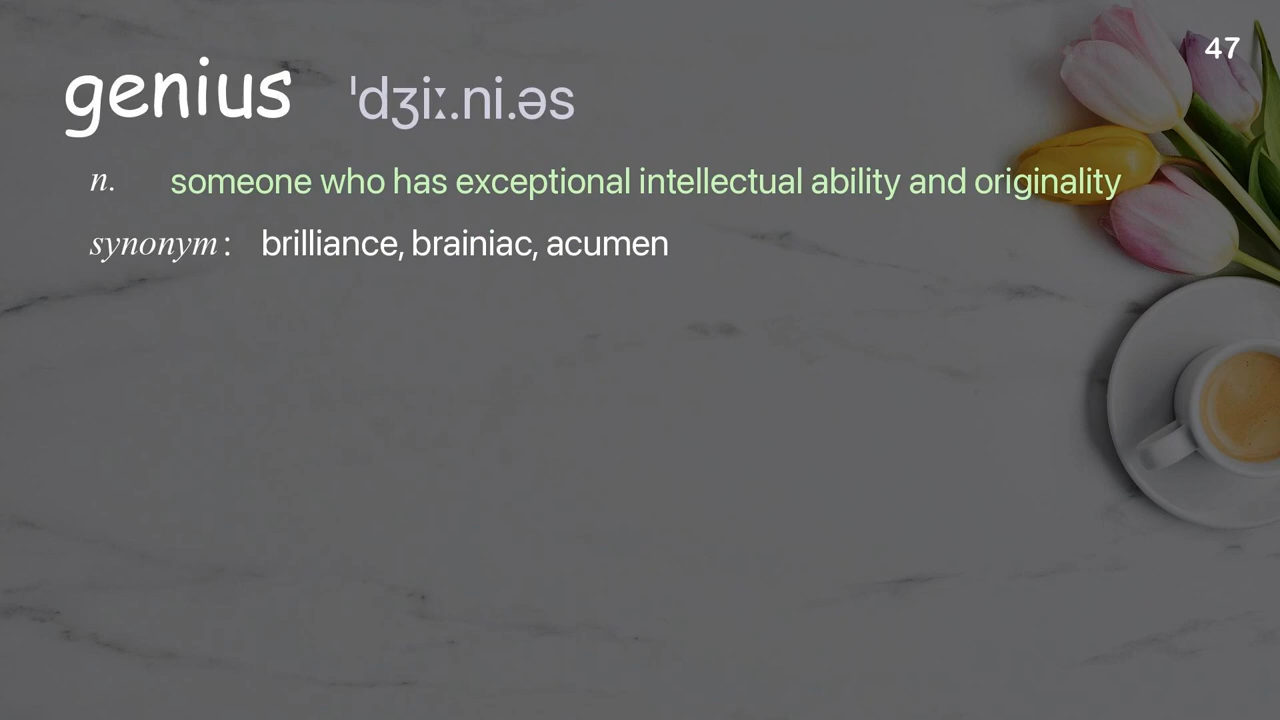 47
genius ˈdʒiː.ni.əs
n. someone who has exceptional intellectual ability and originality
synonym: brilliance, brainiac, acumen